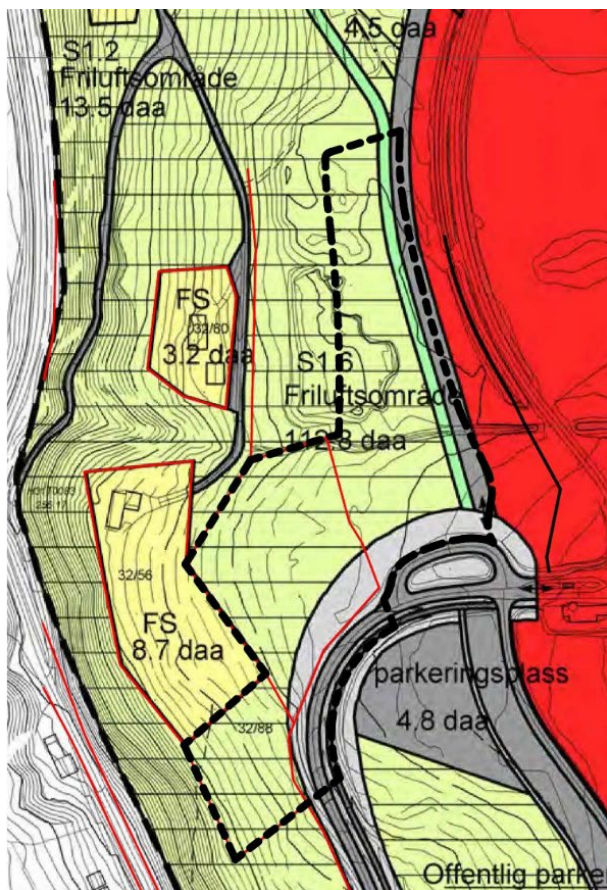 4.5 daa
S1.2
Friluftsområde
13.5 daa
FS
32/80
3.2 daa
S1.6
Friluftsområde
112.8 daa
32/56
FS
8.7 daa
parkeringsplass
32/88
4.8 daa
Offentlig parke